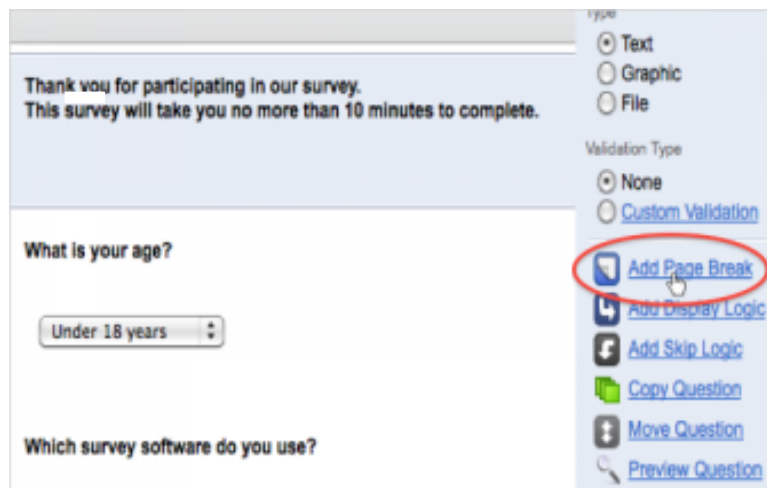 Thank you for participating in our survey.
This survey will take you no more than 10 minutes to complete.
What is your age?
Under 18 years
Which survey software do you use?
Type
Text
Graphic
File
Validation Type
None
Custom Validation
Add Page Break
Add Display Logic
Add Skip Logic
Copy Question
Move Question
Preview Question